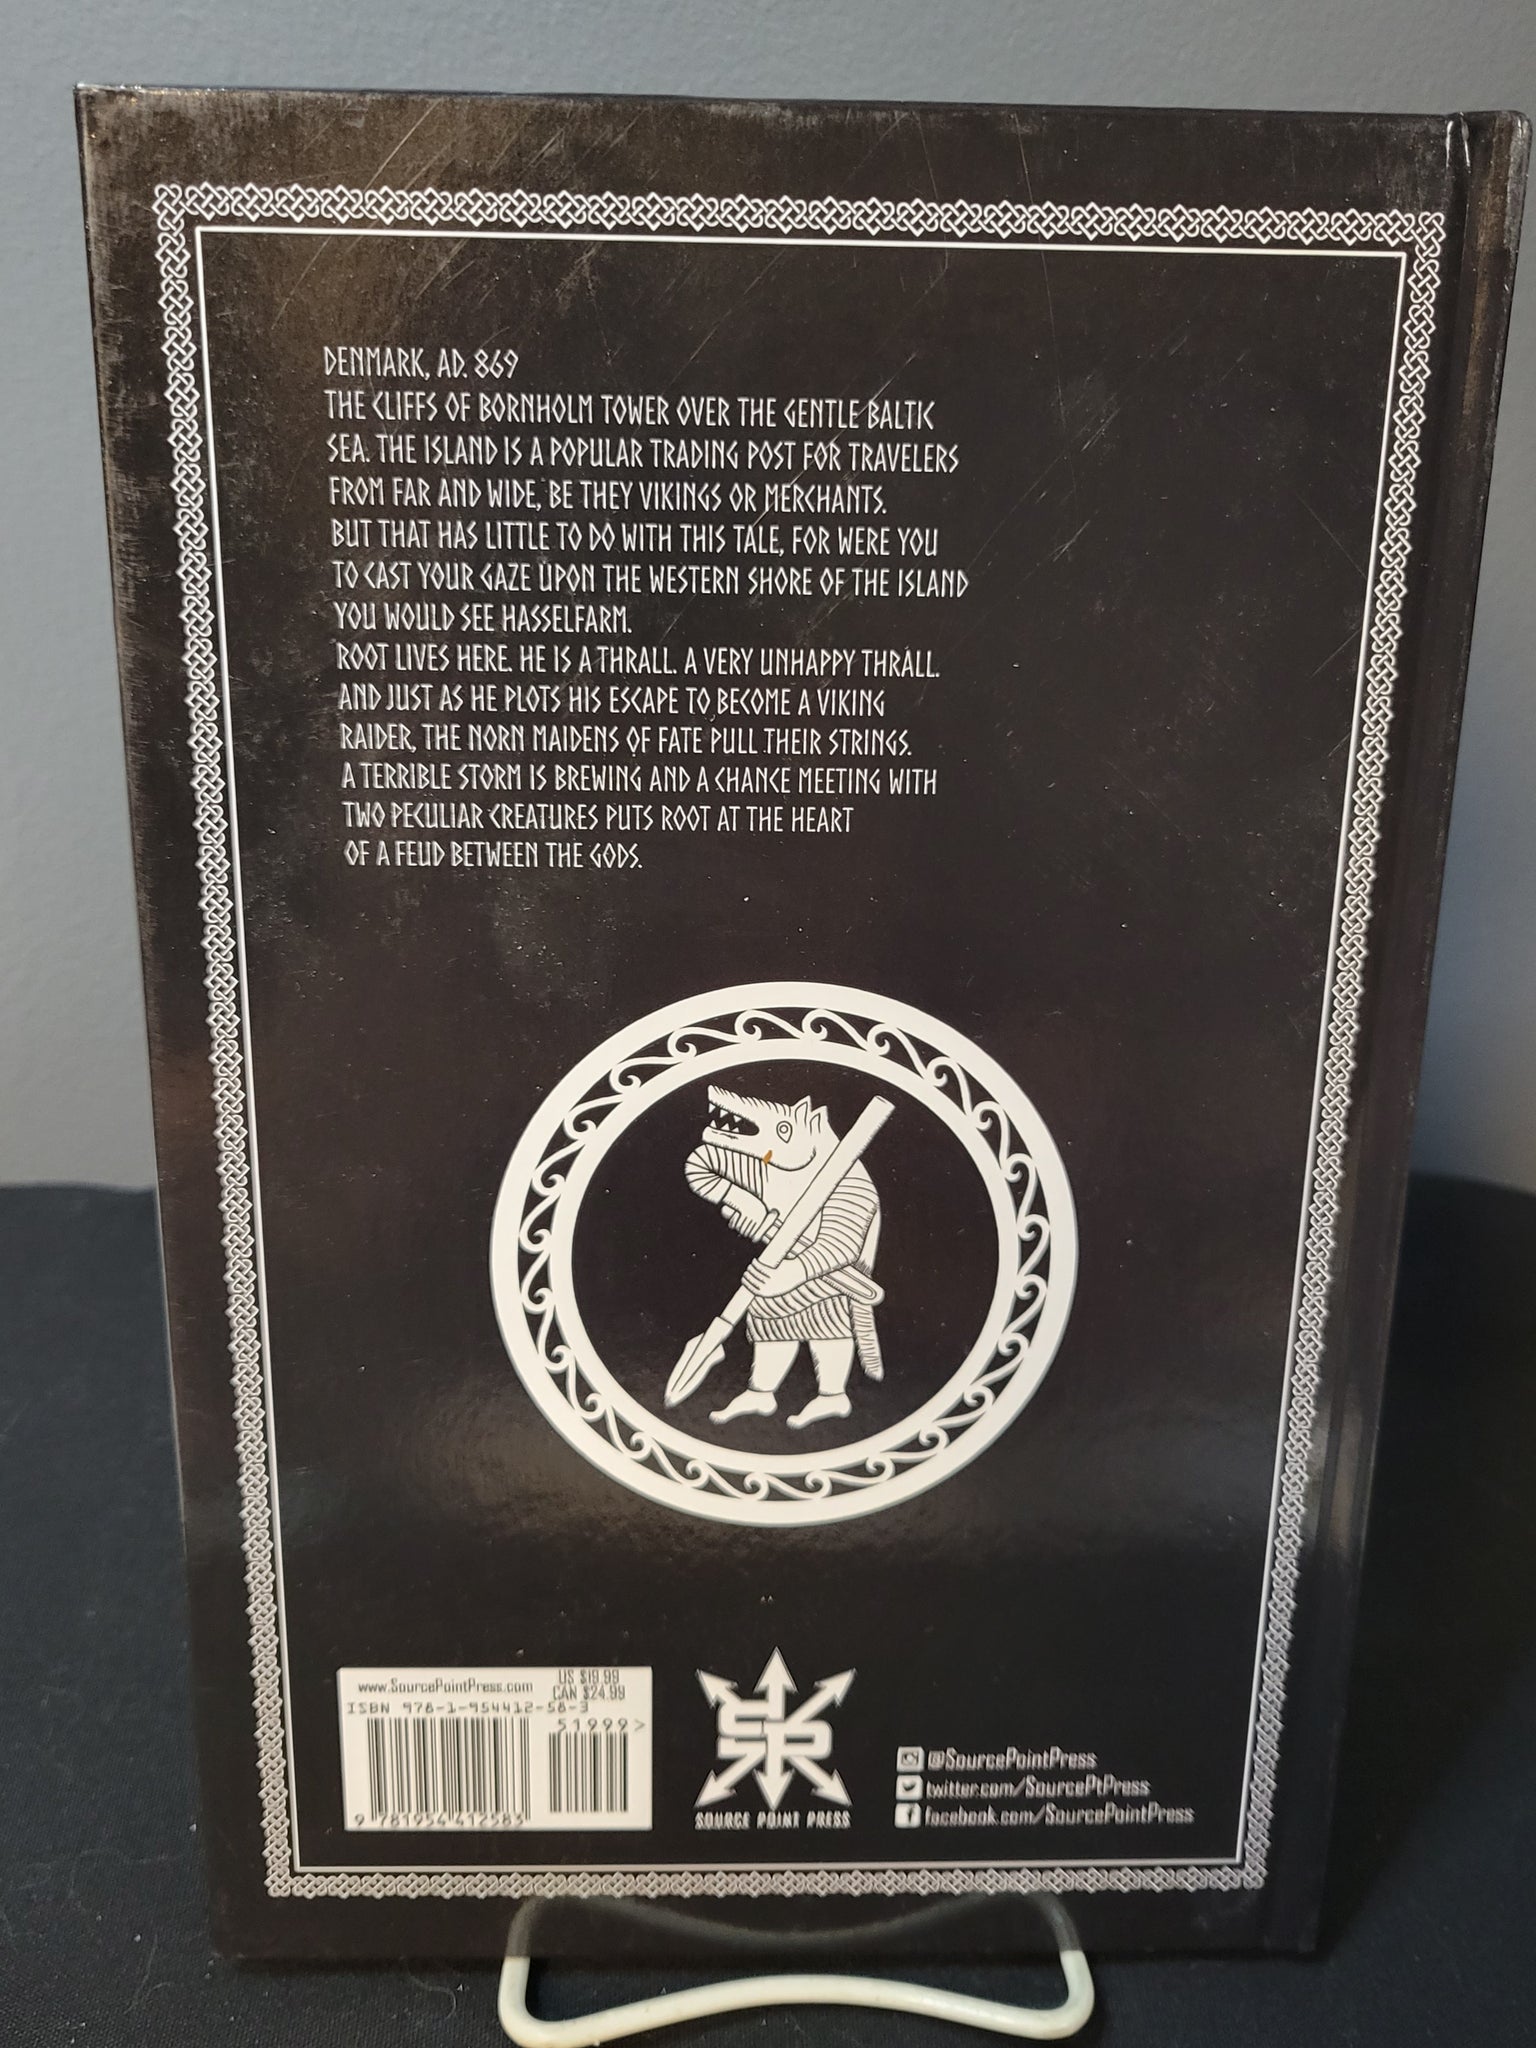 DENMARK, AD. 869
THE CLIFFS OF BORNHOLM TOWER OVER THE GENTLE BALTIC
SEA. THE ISLAND IS A POPULAR TRADING POST FOR TRAVELERS
FROM FAR AND WIDE, BE THEY VIKINGS OR MERCHANTS.
BUT THAT HAS LITTLE TO DO WITH THIS TALE, FOR WERE YOU
TO CAST YOUR GAZE UPON THE WESTERN SHORE OF THE ISLAND
YOU WOULD SEE HASSELFARM.
ROOT LIVES HERE. HE IS A THRALL. A VERY UNHAPPY THRALL.
AND JUST AS HE PLOTS HIS ESCAPE TO BECOME A VIKING
RAIDER, THE NORN MAIDENS OF FATE PULL THEIR STRINGS.
A TERRIBLE STORM IS BREWING AND A CHANCE MEETING WITH
TWO PECULIAR CREATURES PUTS ROOT AT THE HEART
OF A FEUD BETWEEN THE GODS.
www.SourcePointPress.com
US $19.99
CAN $24.99
ISBN 978-1-954412-58-3
51999>
9 781954 412583
SOURCE POINT PRESS
@SourcePointPress
twitter.com/SourcePtPress
facebook.com/SourcePointPress